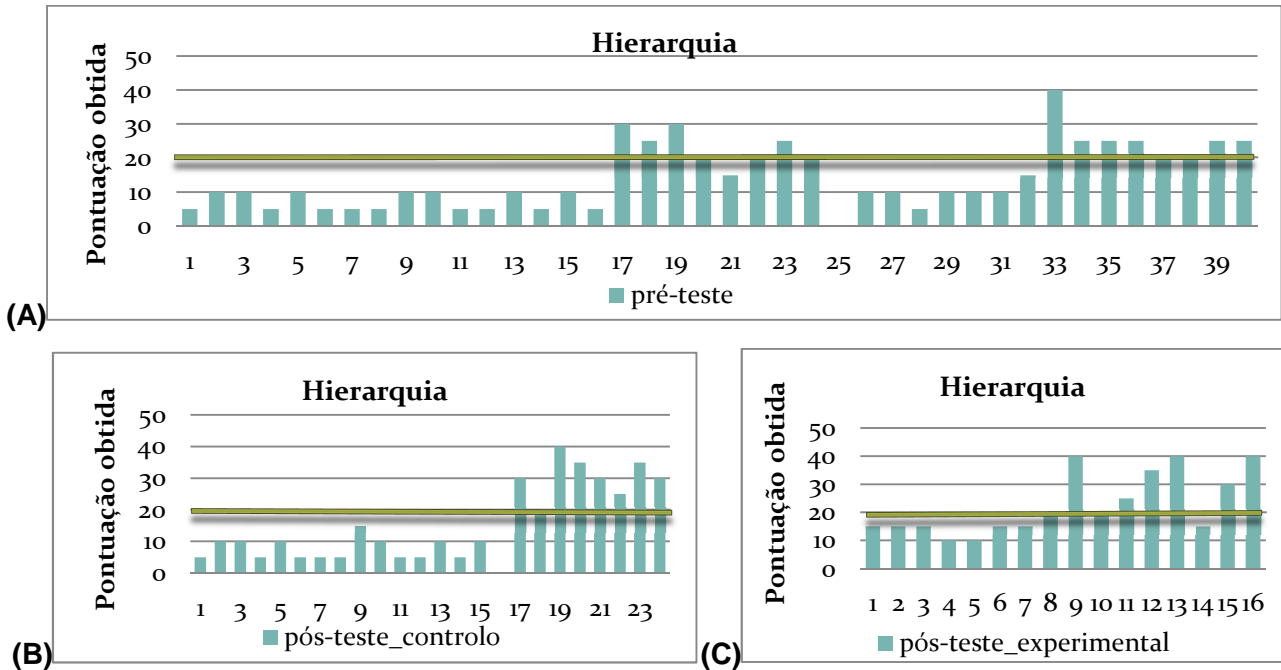 Hierarquia
Pontuação obtida
50
40
30
20
10
0
1 3 5 7 9 11 13 15 17 19 21 23 25 27 29 31 33 35 37 39
pré-teste
(A)
Hierarquia
Pontuação obtida
50
40
30
20
10
0
1 3 5 7 9 11 13 15 17 19 21 23
pós-teste_controlo
(B)
Hierarquia
Pontuação obtida
50
40
30
20
10
0
1 2 3 4 5 6 7 8 9 10 11 12 13 14 15 16
pós-teste_experimental
(C)